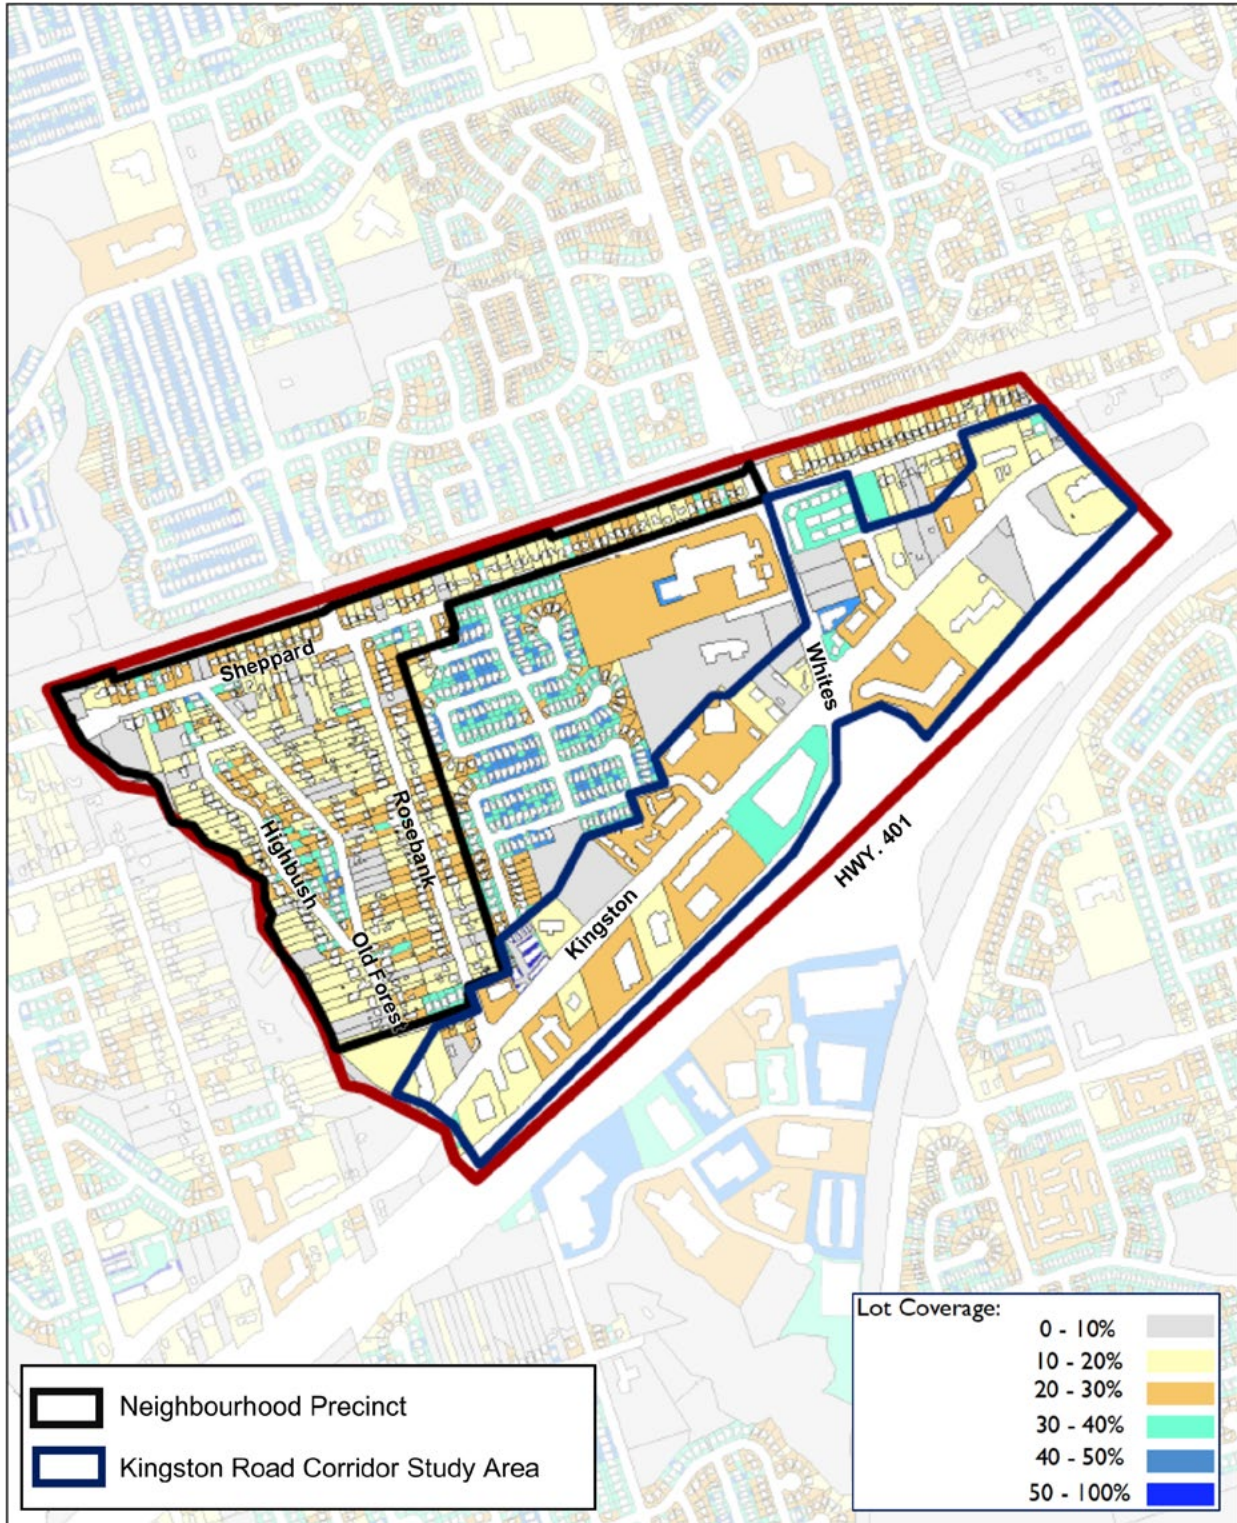 Sheppard
Whites
Rosebank
Highbush
HWY. 401
Kingston
Old Forest
Lot Coverage:
0 - 10%
10 - 20%
20 - 30%
30 - 40%
40 - 50%
50 - 100%
Neighbourhood Precinct
Kingston Road Corridor Study Area